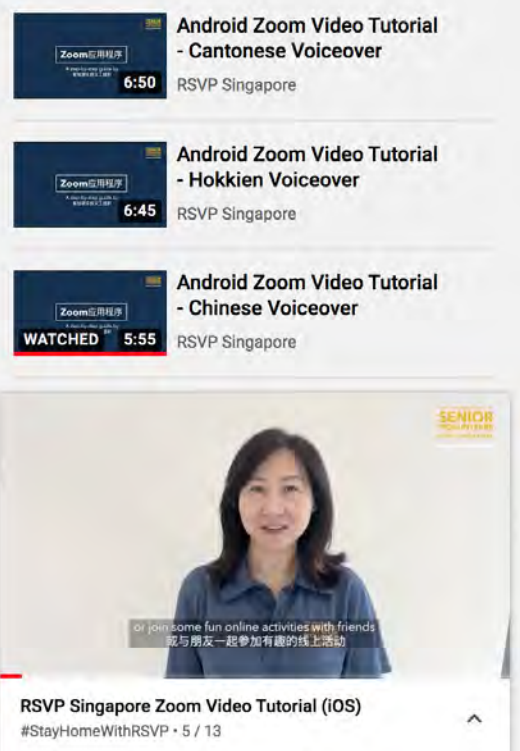 Zoom应用程序
6:50
Android Zoom Video Tutorial
- Cantonese Voiceover
RSVP Singapore
Zoom应用程序
6:45
Android Zoom Video Tutorial
- Hokkien Voiceover
RSVP Singapore
Zoom应用程序
WATCHED 5:55
Android Zoom Video Tutorial
- Chinese Voiceover
RSVP Singapore
SENIOR
or join some fun online activities with friends
或与朋友一起参加有趣的线上活动
RSVP Singapore Zoom Video Tutorial (iOS)
#StayHomeWithRSVP • 5 / 13